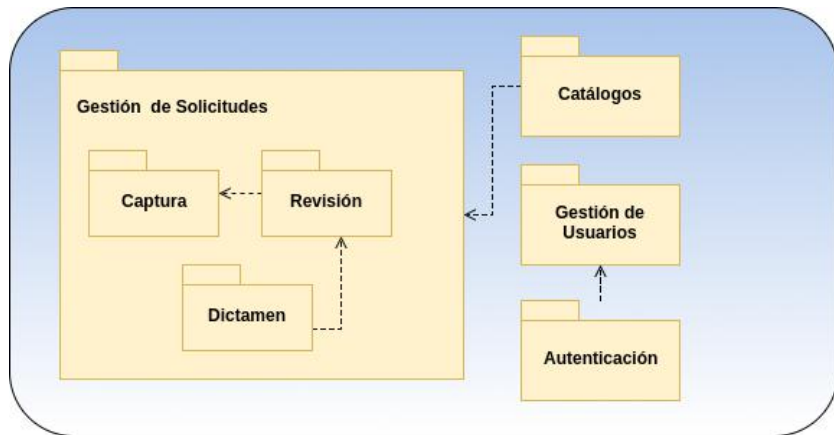 Gestión de Solicitudes
Captura
Revisión
Dictamen
Catálogos
Gestión de
Usuarios
Autenticación